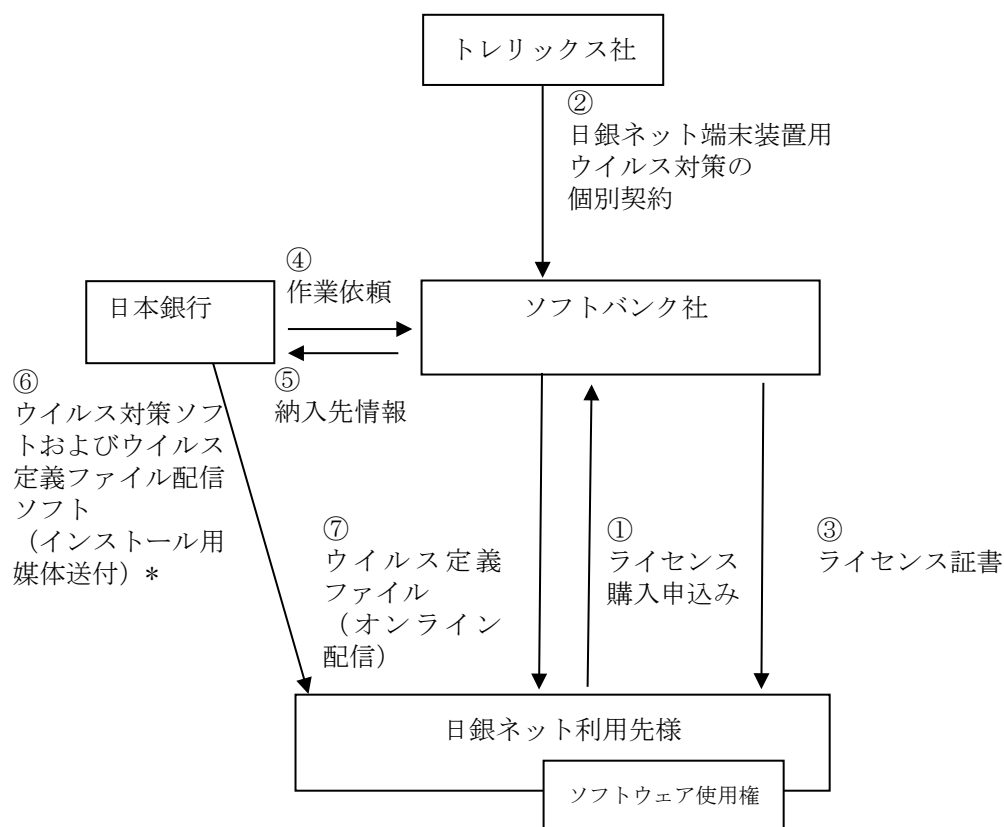 トレリックス社
②
日銀ネット端末装置用
ウイルス対策の
個別契約
④
作業依頼
日本銀行
ソフトバンク社
⑤
納入先情報
⑥
ウイルス対策ソフ
トおよびウイルス
定義ファイル配信
ソフト
（インストール用
媒体送付）*
⑦
ウイルス定義
ファイル
（オンライン
配信）
①
ライセンス
購入申込み
③
ライセンス証書
日銀ネット利用先様
ソフトウェア使用権